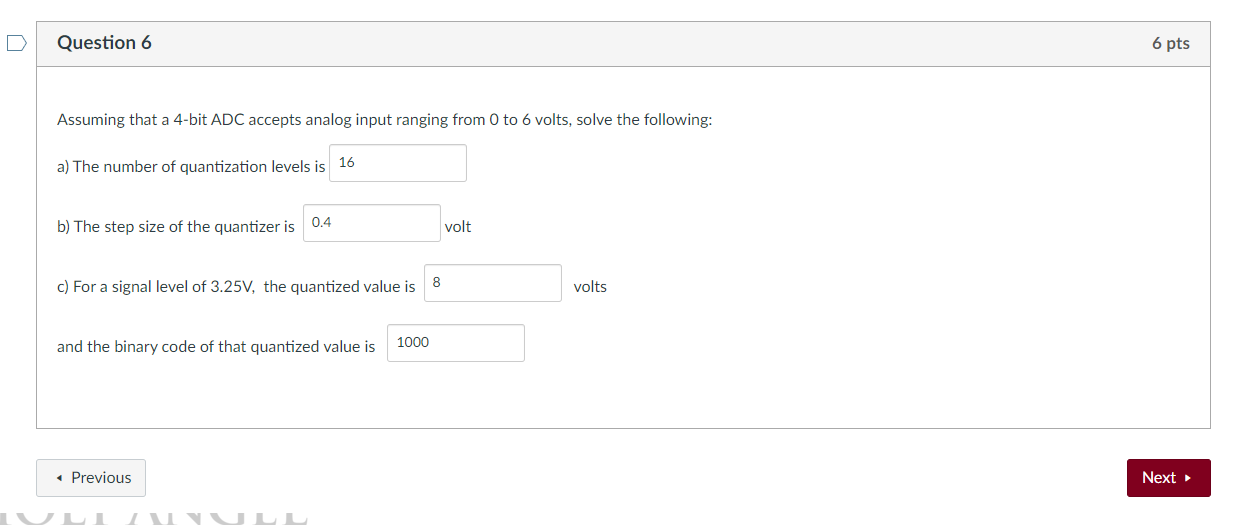 Question 6
6 pts
Assuming that a 4-bit ADC accepts analog input ranging from 0 to 6 volts, solve the following:
a) The number of quantization levels is 16
b) The step size of the quantizer is 0.4 volt
c) For a signal level of 3.25V, the quantized value is 8 volts
and the binary code of that quantized value is 1000
Previous
Next